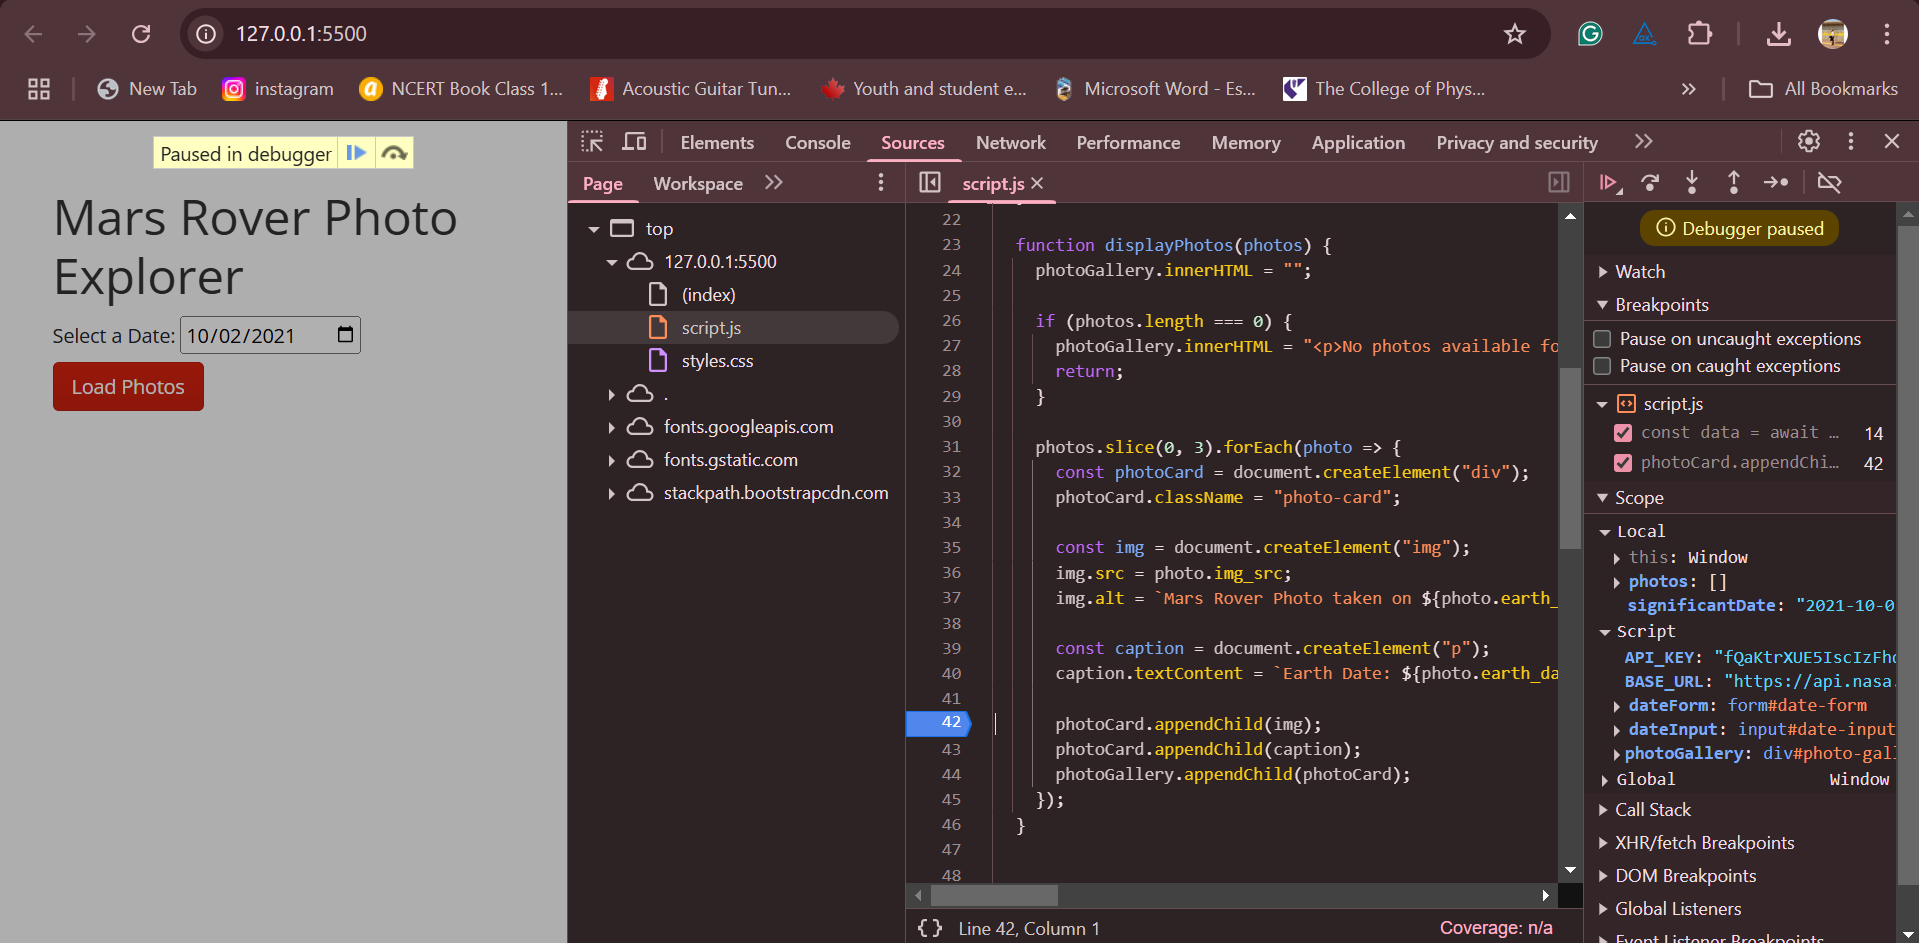 127.0.0.1:5500
New Tab
instagram
NCERT Book Class 1...
Acoustic Guitar Tun...
Youth and student e...
Microsoft Word - Es...
The College of Phys...
All Bookmarks
Paused in debugger
Mars Rover Photo
Explorer
Select a Date: 10/02/2021
Load Photos
Elements
Console
Sources
Network
Performance
Memory
Application
Privacy and security
Page
Workspace
top
127.0.0.1:5500
(index)
script.js
styles.css
.
fonts.googleapis.com
fonts.gstatic.com
stackpath.bootstrapcdn.com
script.js
22
23 function displayPhotos(photos) {
24 photoGallery.innerHTML = "";
25
26 if (photos.length === 0) {
27 photoGallery.innerHTML = "<p>No photos available fo
28 return;
29 }
30
31 photos.slice(0, 3).forEach(photo => {
32 const photoCard = document.createElement("div");
33 photoCard.className = "photo-card";
34
35 const img = document.createElement("img");
36 img.src = photo.img_src;
37 img.alt = `Mars Rover Photo taken on ${photo.earth_
38
39 const caption = document.createElement("p");
40 caption.textContent = `Earth Date: ${photo.earth_da
41
42 photoCard.appendChild(img);
43 photoCard.appendChild(caption);
44 photoGallery.appendChild(photoCard);
45 });
46 }
47
48
{} Line 42, Column 1
Coverage: n/a
Debugger paused
Watch
Breakpoints
Pause on uncaught exceptions
Pause on caught exceptions
script.js
const data = await … 14
photoCard.appendChi… 42
Scope
Local
this: Window
photos: []
significantDate: "2021-10-0
Script
API_KEY: "fQaKtrXUE5IscIzFh
BASE_URL: "https://api.nasa.
dateForm: form#date-form
dateInput: input#date-input
photoGallery: div#photo-gal
Global Window
Call Stack
XHR/fetch Breakpoints
DOM Breakpoints
Global Listeners
Event Listener Breakpoints